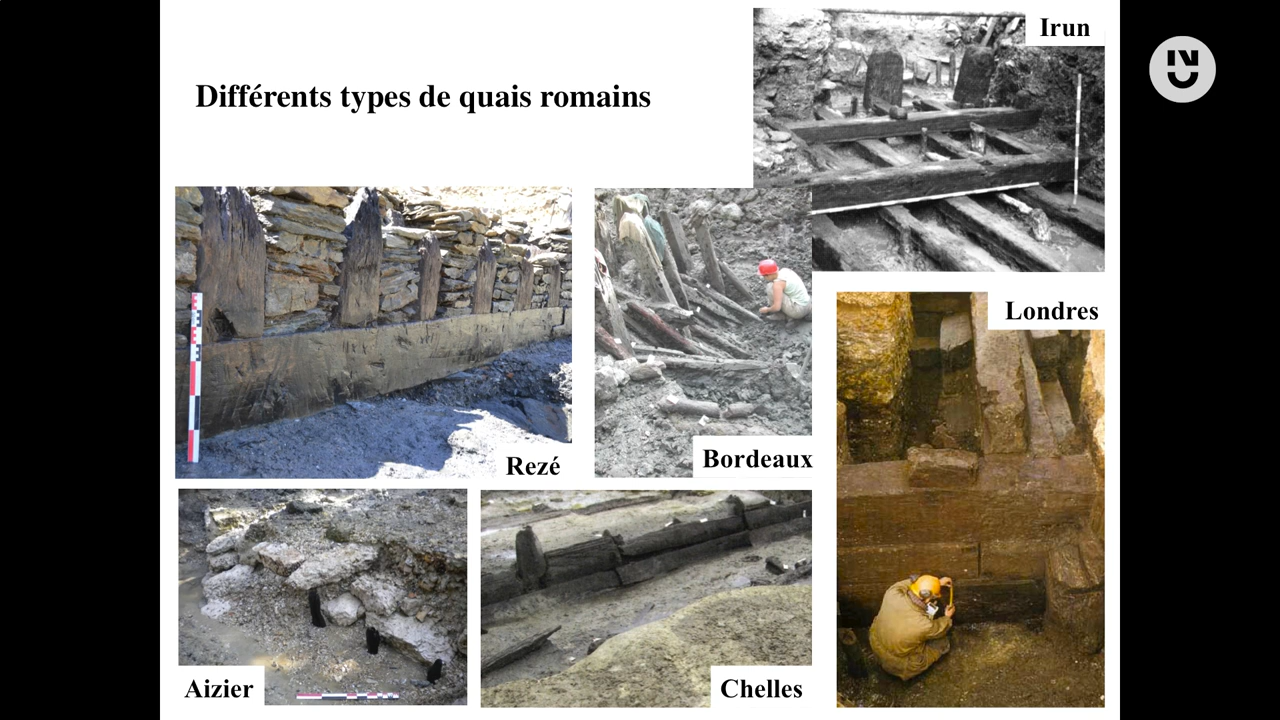 Différents types de quais romains
Irun
Londres
Rezé
Bordeaux
Aizier
Chelles